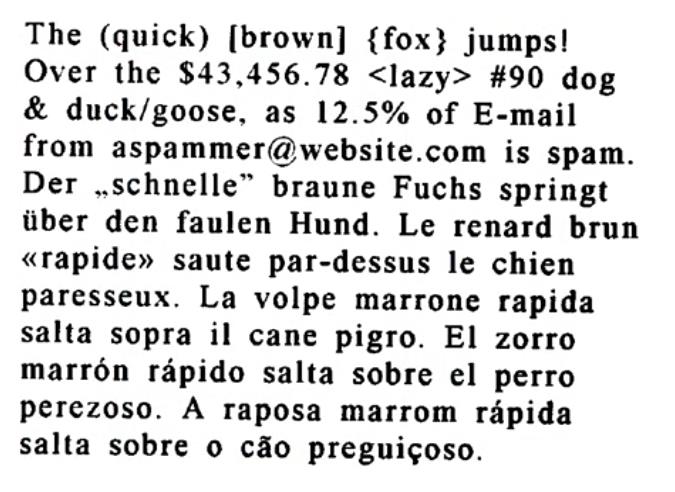 The (quick) [brown] {fox} jumps!
Over the $43,456.78 <lazy> #90 dog
& duck/goose, as 12.5% of E-mail
from aspammer@website.com is spam.
Der „schnelle” braune Fuchs springt
über den faulen Hund. Le renard brun
«rapide» saute par-dessus le chien
paresseux. La volpe marrone rapida
salta sopra il cane pigro. El zorro
marrón rápido salta sobre el perro
perezoso. A raposa marrom rápida
salta sobre o cão preguiçoso.